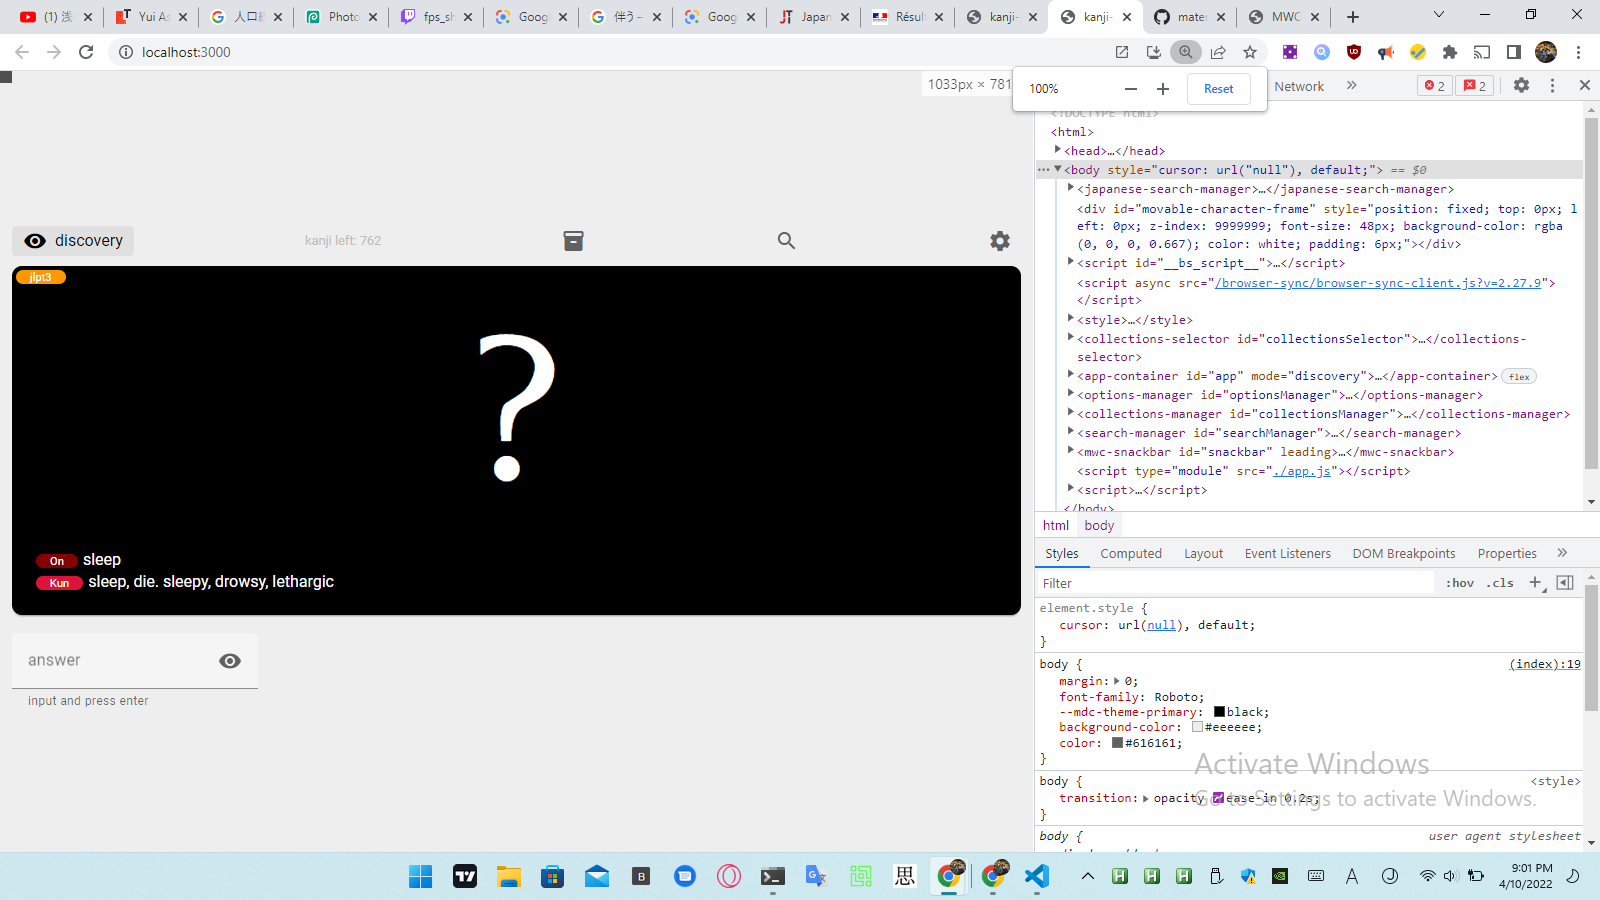 (1) 浅
Yui As
人口
Photo
fps_sh
Goog
伴う –
Goog
Japan
Résul
kanji-
kanji-
mate
MWC
localhost:3000
1033px × 781
100%
Reset
Network
2
2
<!DOCTYPE html>
<html>
<head>…</head>
<body style="cursor: url("null"), default;"> == $0
<japanese-search-manager>…</japanese-search-manager>
<div id="movable-character-frame" style="position: fixed; top: 0px; l
eft: 0px; z-index: 9999999; font-size: 48px; background-color: rgba
(0, 0, 0, 0.667); color: white; padding: 6px;"></div>
<script id="__bs_script__">…</script>
<script async src="/browser-sync/browser-sync-client.js?v=2.27.9">
</script>
<style>…</style>
<collections-selector id="collectionsSelector">…</collections-
selector>
<app-container id="app" mode="discovery">…</app-container> flex
<options-manager id="optionsManager">…</options-manager>
<collections-manager id="collectionsManager">…</collections-manager>
<search-manager id="searchManager">…</search-manager>
<mwc-snackbar id="snackbar" leading>…</mwc-snackbar>
<script type="module" src="./app.js"></script>
<script>…</script>
</body>
html body
Styles Computed Layout Event Listeners DOM Breakpoints Properties
Filter
:hov .cls
element.style {
cursor: url(null), default;
}
body {
(index):19
margin: 0;
font-family: Roboto;
--mdc-theme-primary: black;
background-color: #eeeeee;
color: #616161;
}
body {
<style>
transition: opacity ease-in 0.2s;
}
body {
user agent stylesheet
Activate Windows
Go to Settings to activate Windows.
discovery
kanji left: 762
jlpt3
?
On sleep
Kun sleep, die. sleepy, drowsy, lethargic
answer
input and press enter
思
9:01 PM
4/10/2022